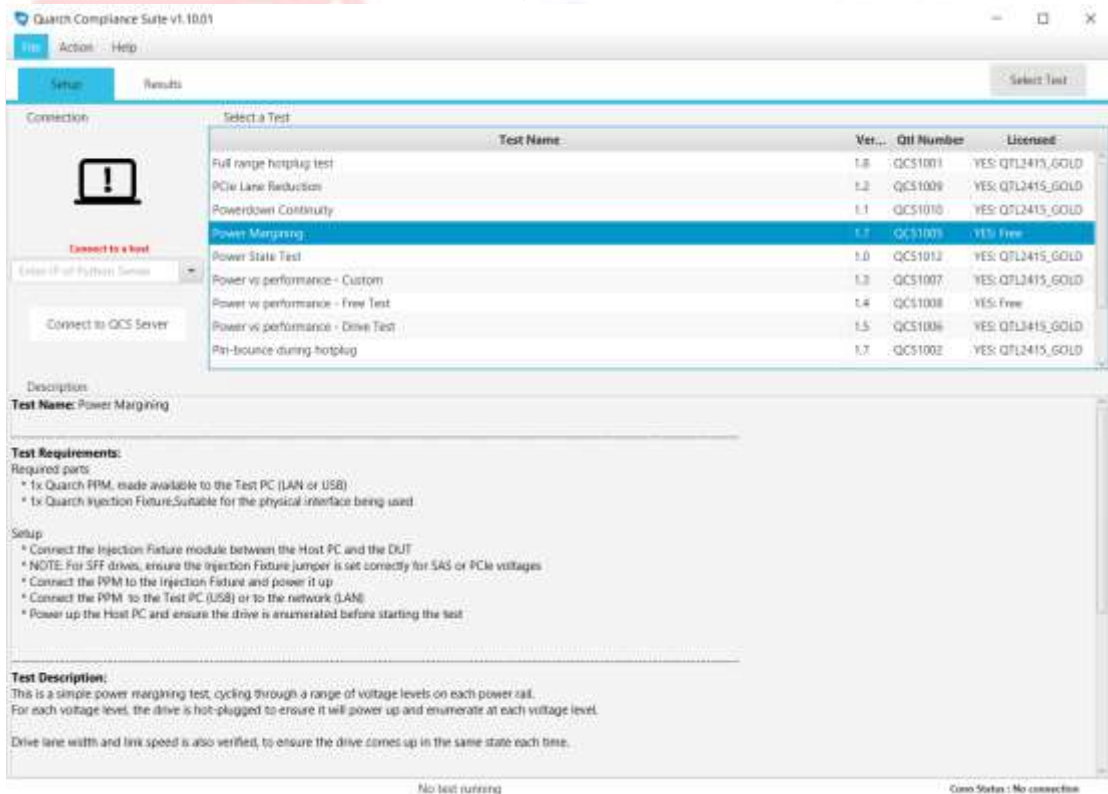 Quarch Compliance Suite v1.10.01
File Action Help
Setup Results Select Test
Connection Select a Test
Test Name Ver... Qtl Number Licensed
Full range hotplug test 1.8 QCS1001 YES: QTL2415_GOLD
PCIe Lane Reduction 1.2 QCS1009 YES: QTL2415_GOLD
Powerdown Continuity 1.1 QCS1010 YES: QTL2415_GOLD
Power Margining 1.7 QCS1005 YES: Free
Power State Test 1.0 QCS1012 YES: QTL2415_GOLD
Power vs performance - Custom 1.3 QCS1007 YES: QTL2415_GOLD
Power vs performance - Free Test 1.4 QCS1008 YES: Free
Power vs performance - Drive Test 1.5 QCS1006 YES: QTL2415_GOLD
Pin-bounce during hotplug 1.7 QCS1002 YES: QTL2415_GOLD
!
Connect to a host
Enter IP of Python Server
Connect to QCS Server
Description
Test Name: Power Margining
Test Requirements:
Required parts
* 1x Quarch PPM, made available to the Test PC (LAN or USB)
* 1x Quarch Injection Fixture,Suitable for the physical interface being used
Setup
* Connect the Injection Fixture module between the Host PC and the DUT
* NOTE: For SFF drives, ensure the Injection Fixture jumper is set correctly for SAS or PCIe voltages
* Connect the PPM to the Injection Fixture and power it up
* Connect the PPM to the Test PC (USB) or to the network (LAN)
* Power up the Host PC and ensure the drive is enumerated before starting the test
Test Description:
This is a simple power margining test, cycling through a range of voltage levels on each power rail.
For each voltage level, the drive is hot-plugged to ensure it will power up and enumerate at each voltage level.
Drive lane width and link speed is also verified, to ensure the drive comes up in the same state each time.
No test running Conn Status : No connection